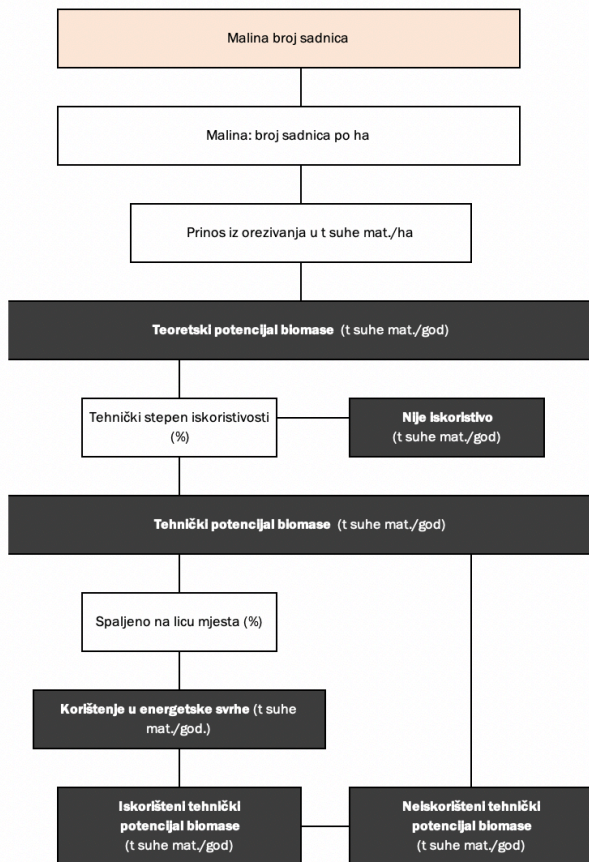 Malina broj sadnica
Malina: broj sadnica po ha
Prinos iz orezivanja u t suhe mat./ha
Teoretski potencijal biomase (t suhe mat./god)
Tehnički stepen iskoristivosti
(%)
Nije iskoristivo
(t suhe mat./god)
Tehnički potencijal biomase (t suhe mat./god)
Spaljeno na licu mjesta (%)
Korištenje u energetske svrhe (t suhe
mat./god.)
Iskorišteni tehnički
potencijal biomase
(t suhe mat./god)
Neiskorišteni tehnički
potencijal biomase
(t suhe mat./god)